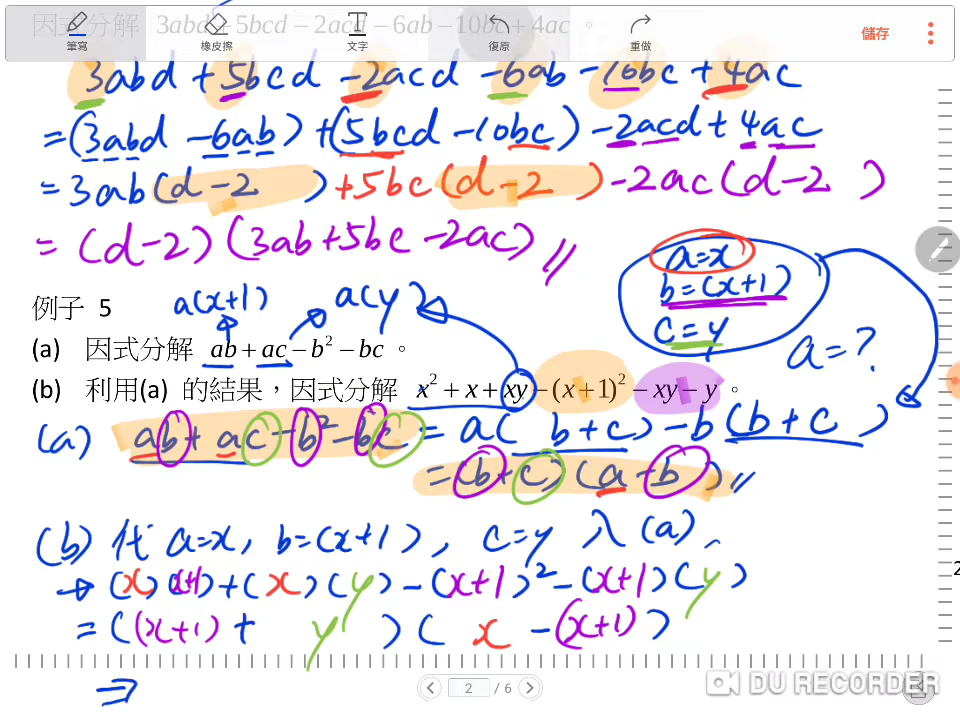 因式分解 3abd + 5bcd − 2acd − 6ab − 10bc + 4ac 。
筆寫 橡皮擦 文字 復原 重做 儲存
3abd + 5bcd − 2acd − 6ab − 10bc + 4ac
= (3abd − 6ab) + (5bcd − 10bc) − 2acd + 4ac
= 3ab(d − 2) + 5bc(d − 2) − 2ac(d − 2)
= (d − 2)(3ab + 5bc − 2ac) //
a = x
b = (x+1)
c = y
a = ?
例子 5
a(x+1) a(y)
(a) 因式分解 ab + ac − b² − bc 。
(b) 利用(a) 的結果，因式分解 x² + x + xy − (x+1)² − xy − y 。
(a) ab + ac − b² − bc = a(b+c) − b(b+c)
= (b+c)(a−b) //
(b) 代 a=x, b=(x+1), c=y 入 (a),
→ (x)(x+1) + (x)(y) − (x+1)² − (x+1)(y)
= ((x+1) + y)(x − (x+1))
⇒
2 / 6
2
DU RECORDER